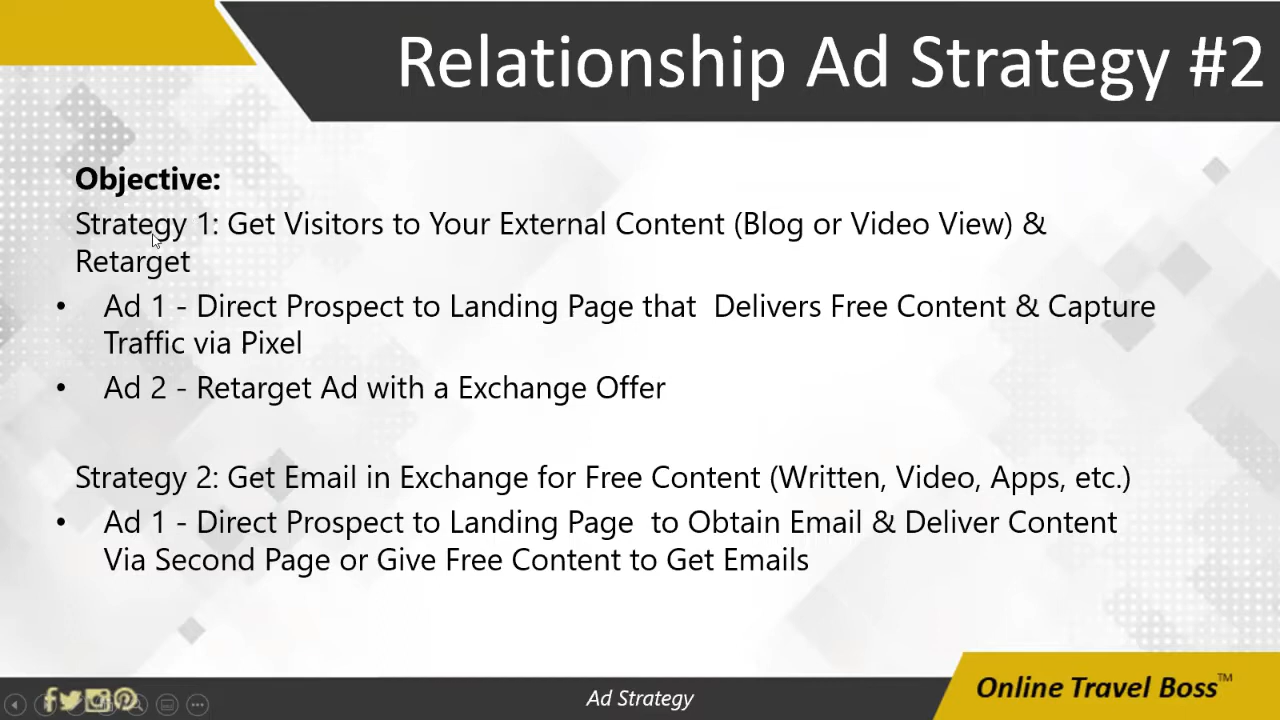 Relationship Ad Strategy #2
Objective:
Strategy 1: Get Visitors to Your External Content (Blog or Video View) &
Retarget
• Ad 1 - Direct Prospect to Landing Page that Delivers Free Content & Capture
Traffic via Pixel
• Ad 2 - Retarget Ad with a Exchange Offer
Strategy 2: Get Email in Exchange for Free Content (Written, Video, Apps, etc.)
• Ad 1 - Direct Prospect to Landing Page to Obtain Email & Deliver Content
Via Second Page or Give Free Content to Get Emails
Ad Strategy
Online Travel Boss™